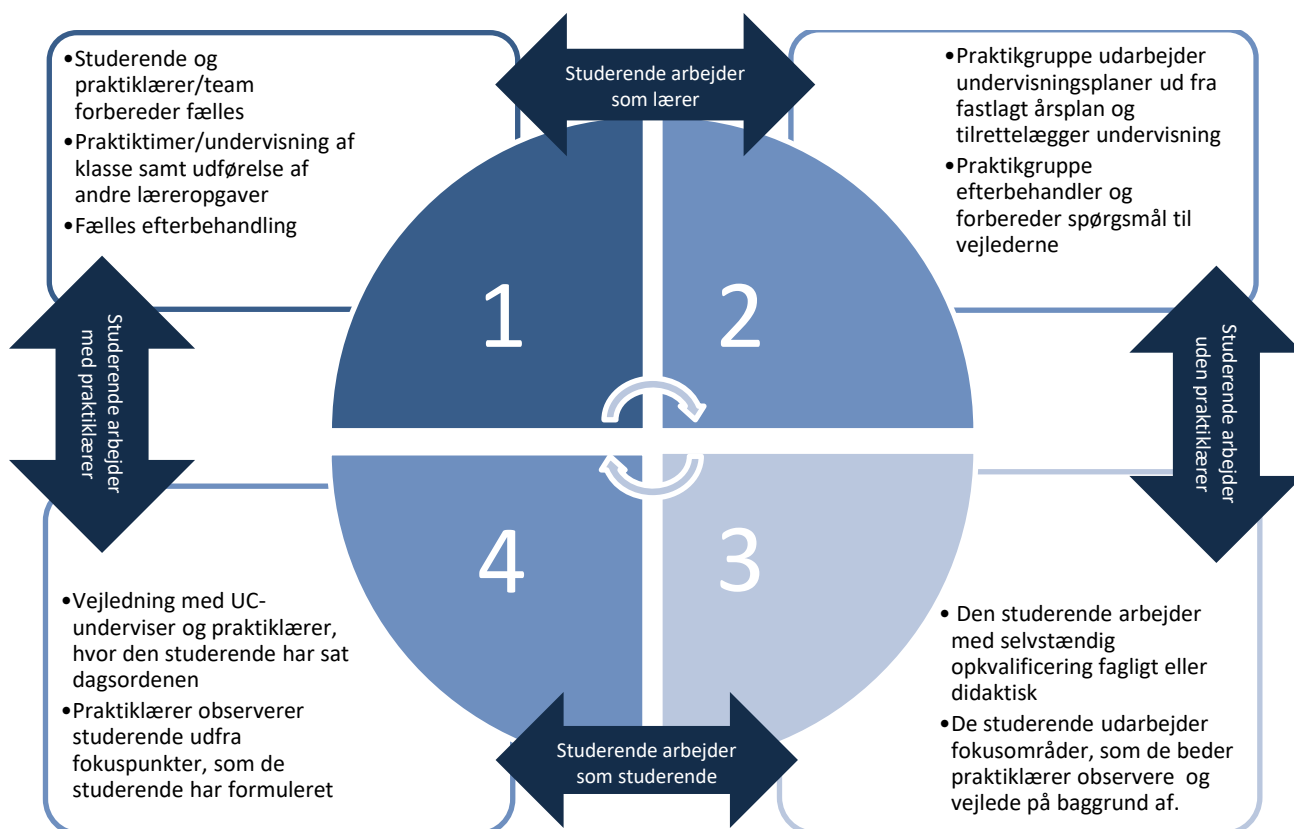 •Studerende og
praktiklærer/team
forbereder fælles
•Praktiktimer/undervisning af
klasse samt udførelse af
andre læreropgaver
•Fælles efterbehandling
Studerende arbejder
som lærer
•Praktikgruppe udarbejder
undervisningsplaner ud fra
fastlagt årsplan og
tilrettelægger undervisning
•Praktikgruppe
efterbehandler og
forbereder spørgsmål til
vejlederne
1
2
Studerende arbejder
med praktiklærer
Studerende arbejder
uden praktiklærer
4
3
•Vejledning med UC-
underviser og praktiklærer,
hvor den studerende har sat
dagsordenen
•Praktiklærer observerer
studerende udfra
fokuspunkter, som de
studerende har formuleret
Studerende arbejder
som studerende
• Den studerende arbejder
med selvstændig
opkvalificering fagligt eller
didaktisk
•De studerende udarbejder
fokusområder, som de beder
praktiklærer observere og
vejlede på baggrund af.